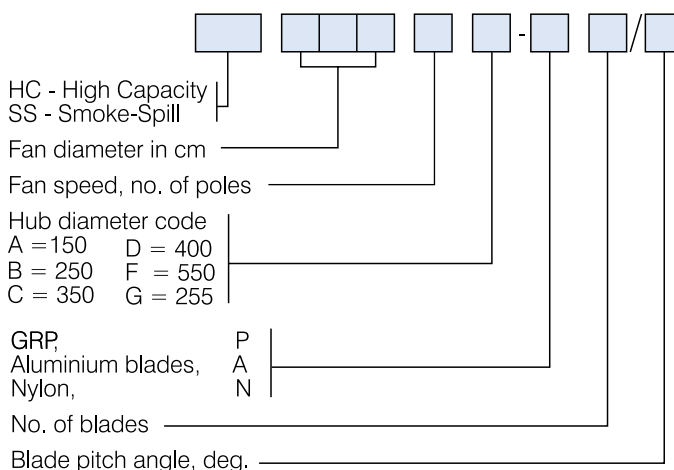 -
/
HC - High Capacity
SS - Smoke-Spill
Fan diameter in cm
Fan speed, no. of poles
Hub diameter code
A =150 D = 400
B = 250 F = 550
C = 350 G = 255
GRP, P
Aluminium blades, A
Nylon, N
No. of blades
Blade pitch angle, deg.